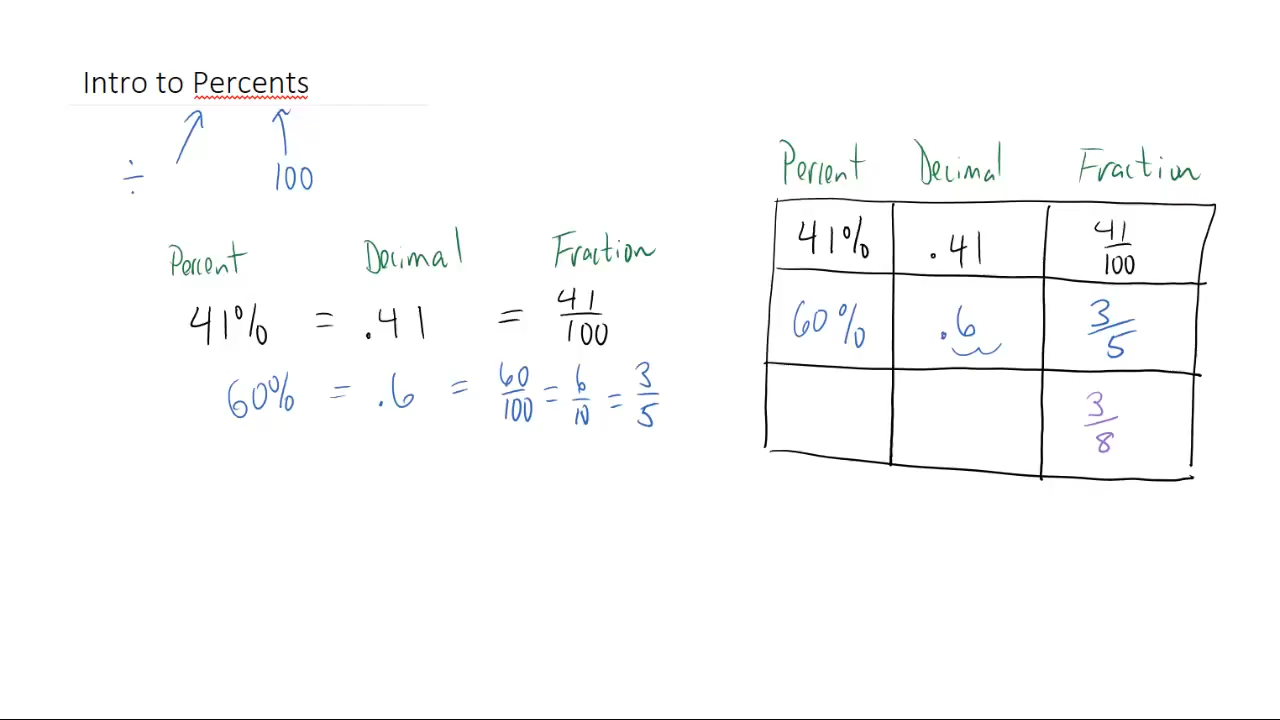 Intro to Percents
÷ 100
Percent Decimal Fraction
41% = .41 = 41/100
60% = .6 = 60/100 = 6/10 = 3/5
Percent Decimal Fraction
41% .41 41/100
60% .6 3/5
3/8